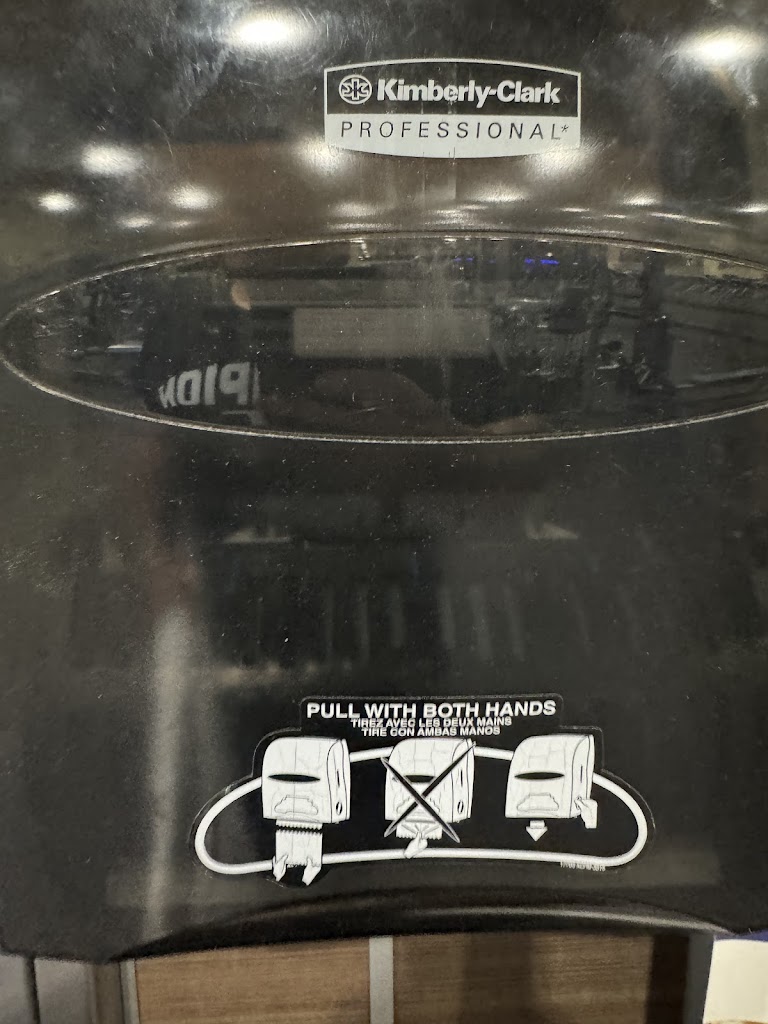 Kimberly-Clark
PROFESSIONAL*
PULL WITH BOTH HANDS
TIREZ AVEC LES DEUX MAINS
TIRE CON AMBAS MANOS